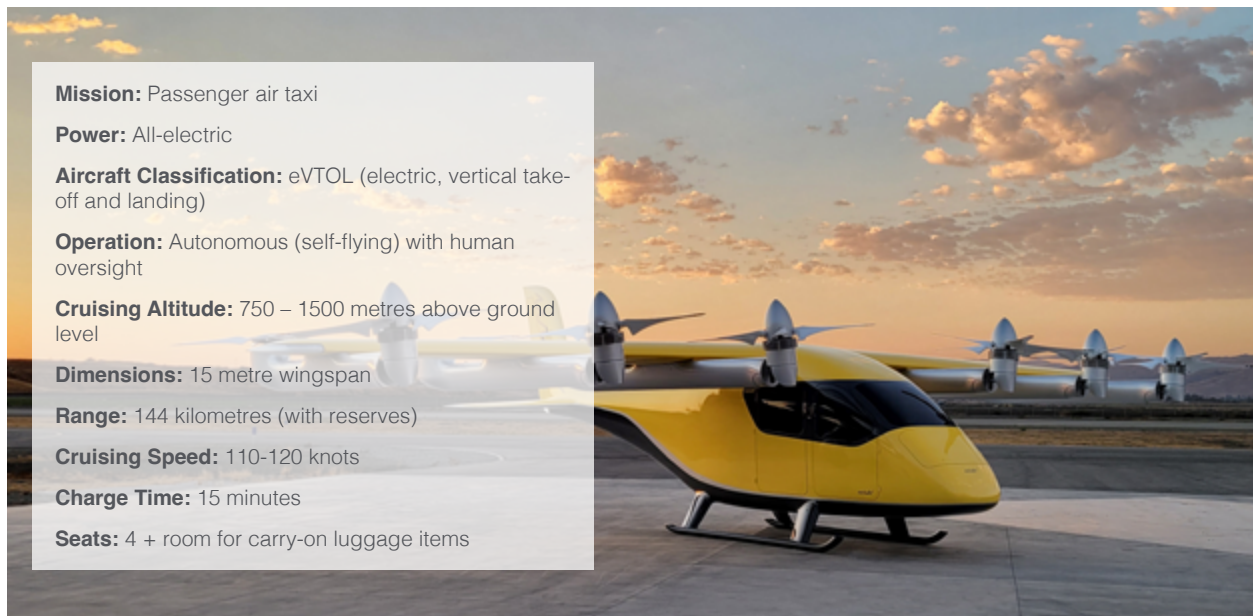 Mission: Passenger air taxi
Power: All-electric
Aircraft Classification: eVTOL (electric, vertical take-
off and landing)
Operation: Autonomous (self-flying) with human
oversight
Cruising Altitude: 750 – 1500 metres above ground
level
Dimensions: 15 metre wingspan
Range: 144 kilometres (with reserves)
Cruising Speed: 110-120 knots
Charge Time: 15 minutes
Seats: 4 + room for carry-on luggage items